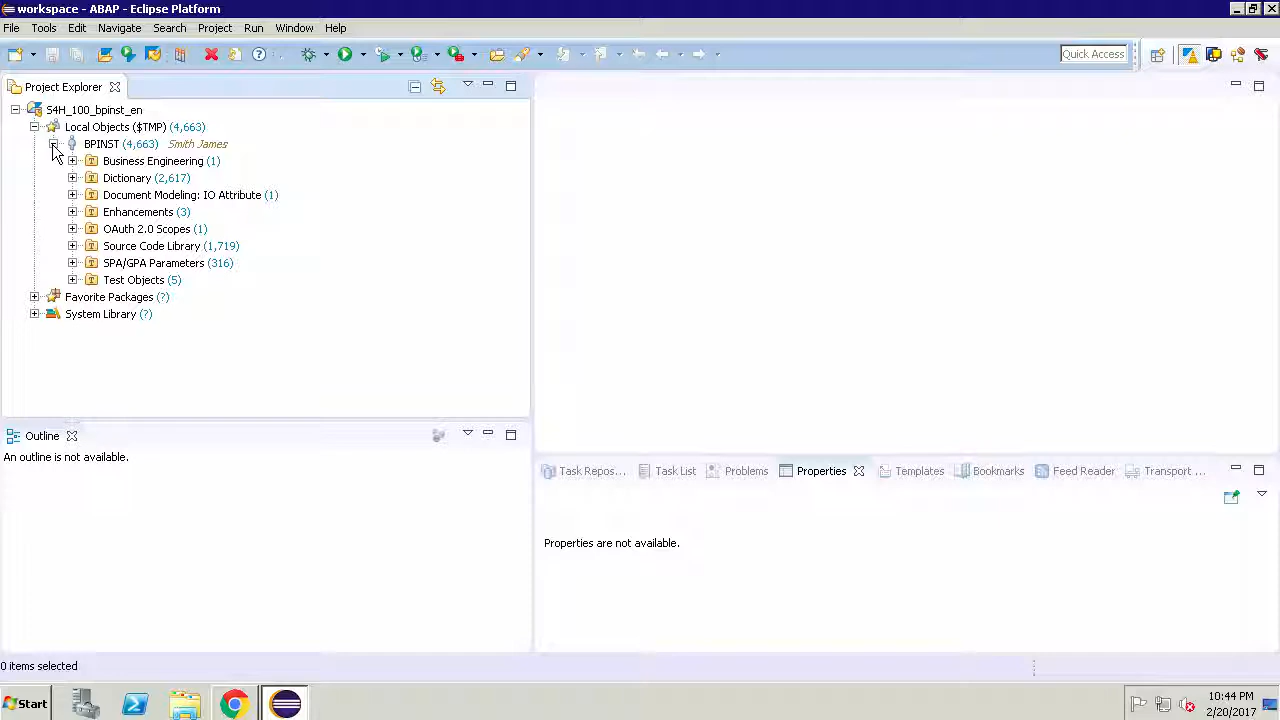 workspace - ABAP - Eclipse Platform
File Tools Edit Navigate Search Project Run Window Help
Quick Access
Project Explorer
S4H_100_bpinst_en
Local Objects ($TMP) (4,663)
BPINST (4,663) Smith James
Business Engineering (1)
Dictionary (2,617)
Document Modeling: IO Attribute (1)
Enhancements (3)
OAuth 2.0 Scopes (1)
Source Code Library (1,719)
SPA/GPA Parameters (316)
Test Objects (5)
Favorite Packages (?)
System Library (?)
Outline
An outline is not available.
Task Repos... Task List Problems Properties Templates Bookmarks Feed Reader Transport ...
Properties are not available.
0 items selected
Start
10:44 PM
2/20/2017